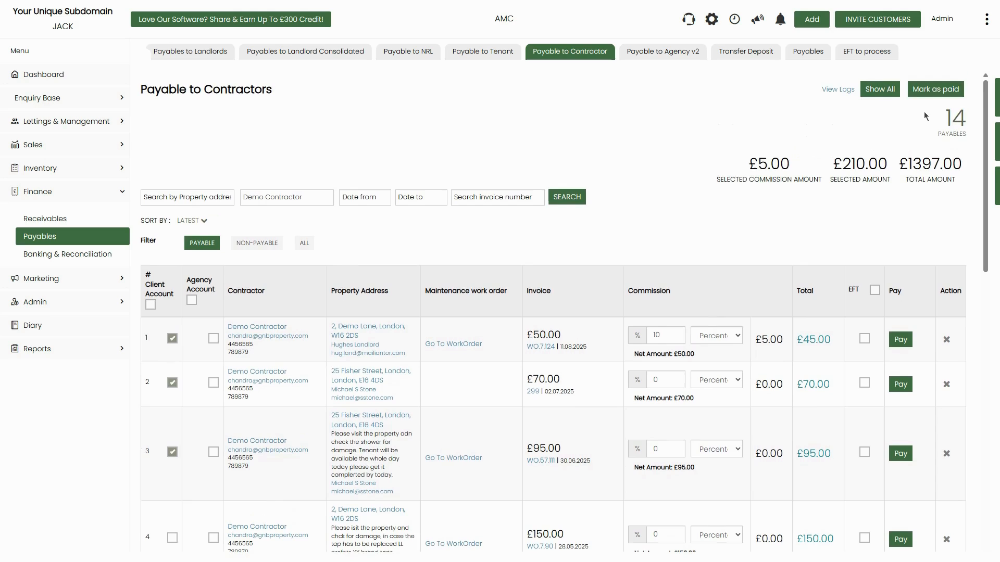 Your Unique Subdomain
JACK
Love Our Software? Share & Earn Up To £300 Credit!
AMC
Add
INVITE CUSTOMERS
Admin
Menu
Dashboard
Enquiry Base
Lettings & Management
Sales
Inventory
Finance
Receivables
Payables
Banking & Reconciliation
Marketing
Admin
Diary
Reports
Payables to Landlords
Payables to Landlord Consolidated
Payable to NRL
Payable to Tenant
Payable to Contractor
Payable to Agency v2
Transfer Deposit
Payables
EFT to process
Payable to Contractors
View Logs
Show All
Mark as paid
14
PAYABLES
£5.00
SELECTED COMMISSION AMOUNT
£210.00
SELECTED AMOUNT
£1397.00
TOTAL AMOUNT
Search by Property addres
Demo Contractor
Date from
Date to
Search invoice number
SEARCH
SORT BY : LATEST
Filter
PAYABLE
NON-PAYABLE
ALL
#
Client
Account
Agency
Account
Contractor
Property Address
Maintenance work order
Invoice
Commission
Total
EFT
Pay
Action
1
Demo Contractor
chandra@gnbproperty.com
4456565
789879
2, Demo Lane, London,
W16 2DS
Hughes Landlord
hug.land@mailiantor.com
Go To WorkOrder
£50.00
WO.7.124 | 11.08.2025
% 10 Percent
Net Amount: £50.00
£5.00
£45.00
Pay
2
Demo Contractor
chandra@gnbproperty.com
4456565
789879
25 Fisher Street, London,
London, E16 4DS
Michael S Stone
michael@sstone.com
£70.00
299 | 02.07.2025
% 0 Percent
Net Amount: £70.00
£0.00
£70.00
Pay
3
Demo Contractor
chandra@gnbproperty.com
4456565
789879
25 Fisher Street, London,
London, E16 4DS
Please visit the property adn
check the shower for
damage. Tenant will be
available the whole day
today please get it
complerted by today.
Michael S Stone
michael@sstone.com
Go To WorkOrder
£95.00
WO.57.111 | 30.06.2025
% 0 Percent
Net Amount: £95.00
£0.00
£95.00
Pay
4
Demo Contractor
chandra@gnbproperty.com
4456565
2, Demo Lane, London,
W16 2DS
Please isit the property and
chck for damage, in case the
tap has to be replaced LL
Go To WorkOrder
£150.00
WO.7.90 | 28.05.2025
% 0 Percent
£0.00
£150.00
Pay